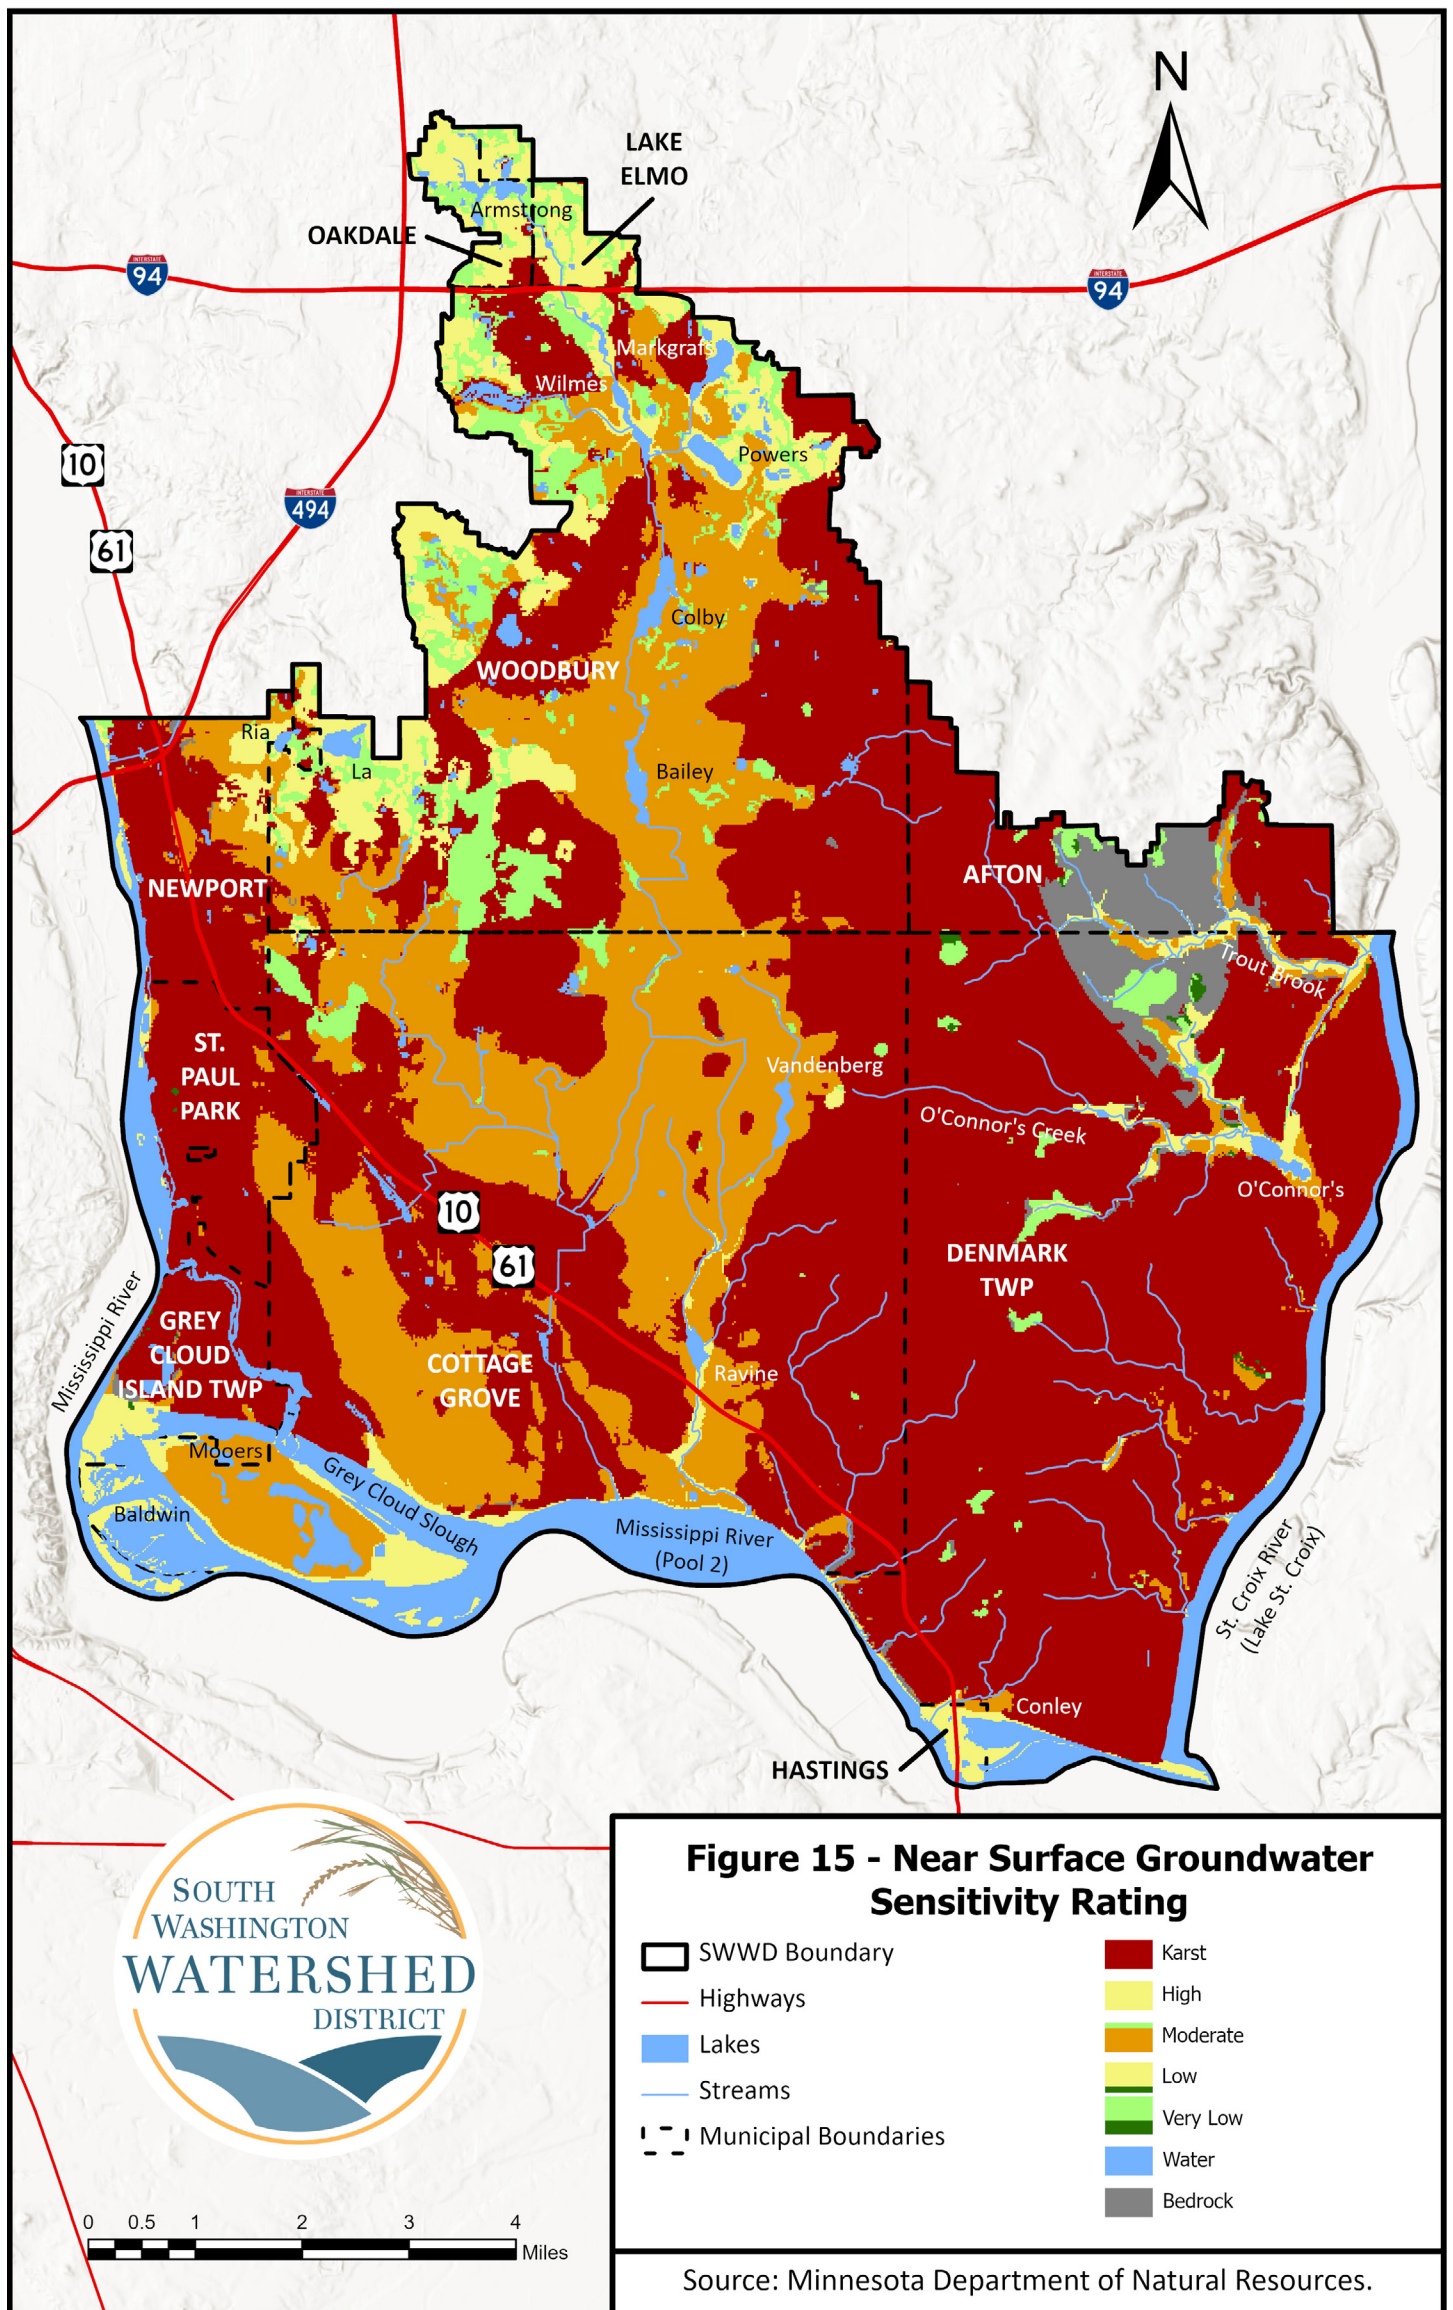 N
LAKE
ELMO
OAKDALE
Armstrong
INTERSTATE
94
INTERSTATE
94
Markgrafs
Wilmes
10
Powers
INTERSTATE
494
61
Colby
WOODBURY
Ria
La
Bailey
NEWPORT
AFTON
Trout Brook
ST.
PAUL
PARK
Vandenberg
O'Connor's Creek
O'Connor's
10
61
DENMARK
TWP
Mississippi River
GREY
CLOUD
ISLAND TWP
COTTAGE
GROVE
Ravine
Mooers
Grey Cloud Slough
Baldwin
Mississippi River
(Pool 2)
St. Croix River
(Lake St. Croix)
Conley
HASTINGS
SOUTH
WASHINGTON
WATERSHED
DISTRICT
Figure 15 - Near Surface Groundwater
Sensitivity Rating
SWWD Boundary
Highways
Lakes
Streams
Municipal Boundaries
Karst
High
Moderate
Low
Very Low
Water
Bedrock
0 0.5 1 2 3 4
Miles
Source: Minnesota Department of Natural Resources.